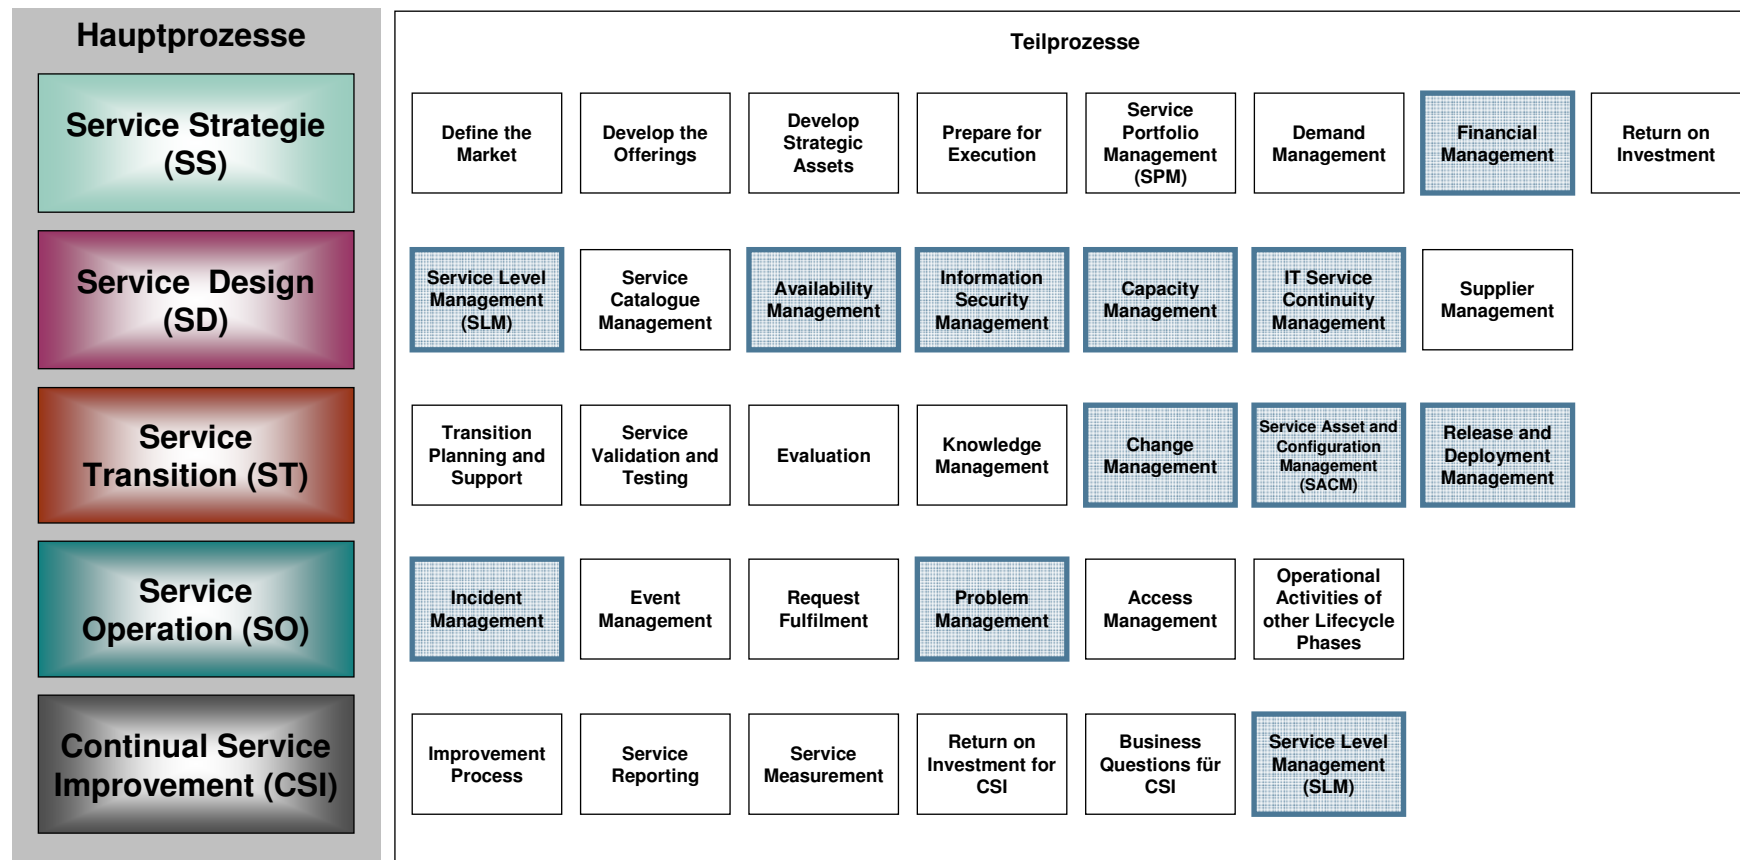 Hauptprozesse
Teilprozesse
Service Strategie
(SS)
Define the
Market
Develop the
Offerings
Develop
Strategic
Assets
Prepare for
Execution
Service
Portfolio
Management
(SPM)
Demand
Management
Financial
Management
Return on
Investment
Service Design
(SD)
Service Level
Management
(SLM)
Service
Catalogue
Management
Availability
Management
Information
Security
Management
Capacity
Management
IT Service
Continuity
Management
Supplier
Management
Service
Transition (ST)
Transition
Planning and
Support
Service
Validation and
Testing
Evaluation
Knowledge
Management
Change
Management
Service Asset and
Configuration
Management
(SACM)
Release and
Deployment
Management
Service
Operation (SO)
Incident
Management
Event
Management
Request
Fulfilment
Problem
Management
Access
Management
Operational
Activities of
other Lifecycle
Phases
Continual Service
Improvement (CSI)
Improvement
Process
Service
Reporting
Service
Measurement
Return on
Investment for
CSI
Business
Questions für
CSI
Service Level
Management
(SLM)